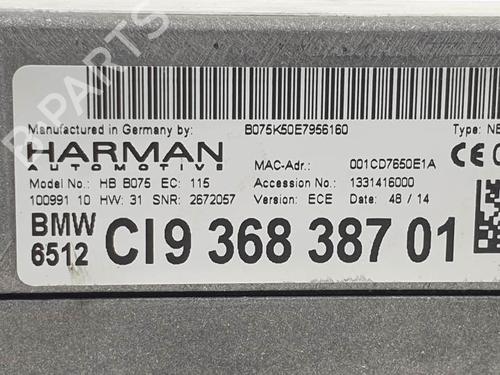 Manufactured in Germany by: B075K50E7956160 Type: NB
HARMAN
AUTOMOTIVE
MAC-Adr.: 001CD7650E1A
Model No.: HB B075 EC: 115 Accession No.: 1331416000
100991 10 HW: 31 SNR: 2672057 Version: ECE Date: 48 / 14
BMW
6512 CI9 368 387 01
B-PARTS